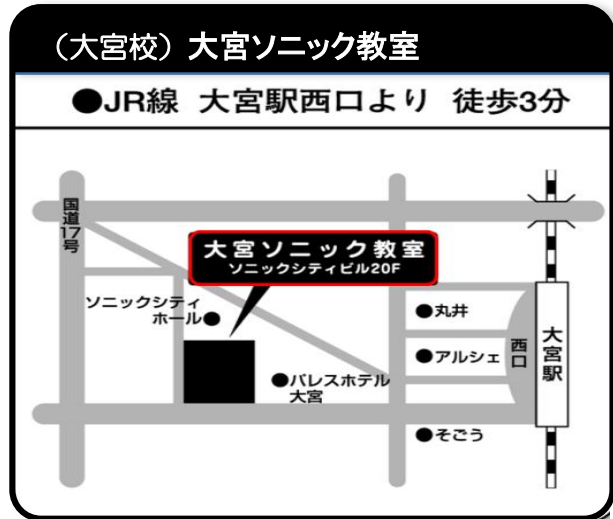 (大宮校) 大宮ソニック教室
●JR線 大宮駅西口より 徒歩3分
国道17号
大宮ソニック教室
ソニックシティビル20F
ソニックシティ
ホール●
●丸井
●アルシェ
西口
大宮駅
●パレスホテル
大宮
●そごう